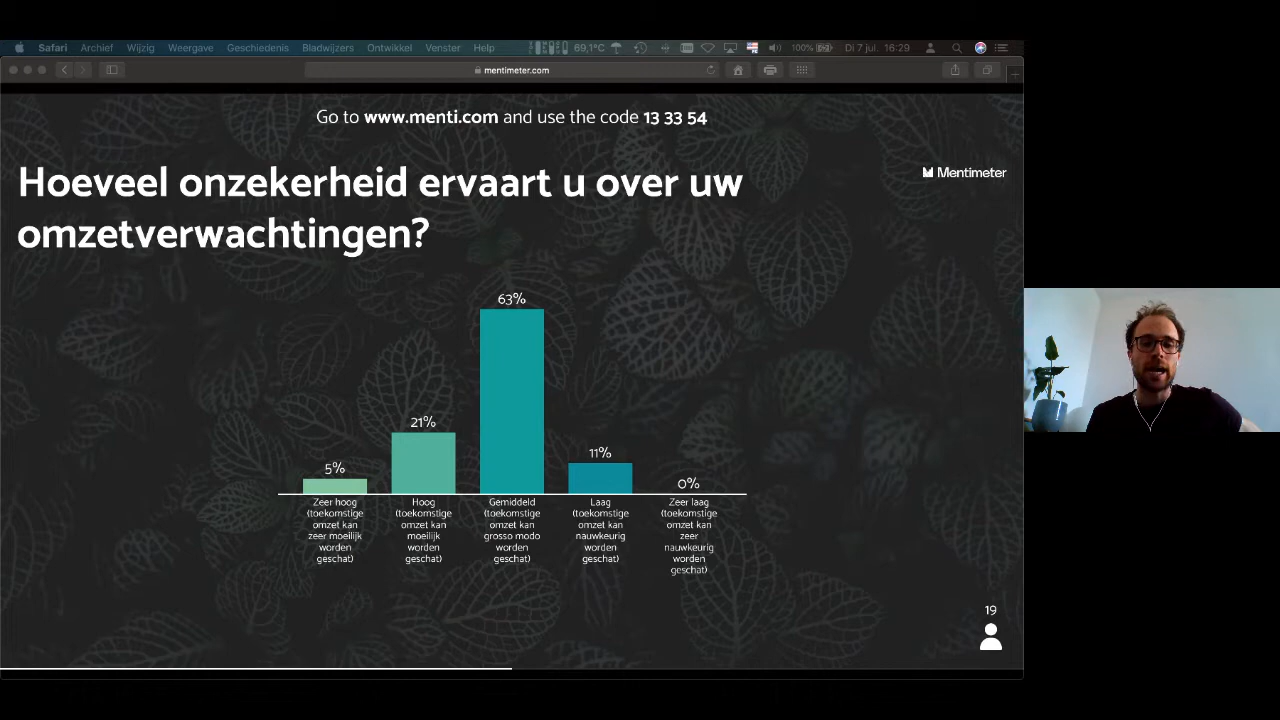 Safari Archief Wijzig Weergave Geschiedenis Bladwijzers Ontwikkel Venster Help 69,1°C 100% Di 7 jul. 16:29
mentimeter.com
Go to www.menti.com and use the code 13 33 54
Hoeveel onzekerheid ervaart u over uw
omzetverwachtingen?
Mentimeter
63%
21%
11%
5%
0%
Zeer hoog
(toekomstige
omzet kan
zeer moeilijk
worden
geschat)
Hoog
(toekomstige
omzet kan
moeilijk
worden
geschat)
Gemiddeld
(toekomstige
omzet kan
grosso modo
worden
geschat)
Laag
(toekomstige
omzet kan
nauwkeurig
worden
geschat)
Zeer laag
(toekomstige
omzet kan
zeer
nauwkeurig
worden
geschat)
19